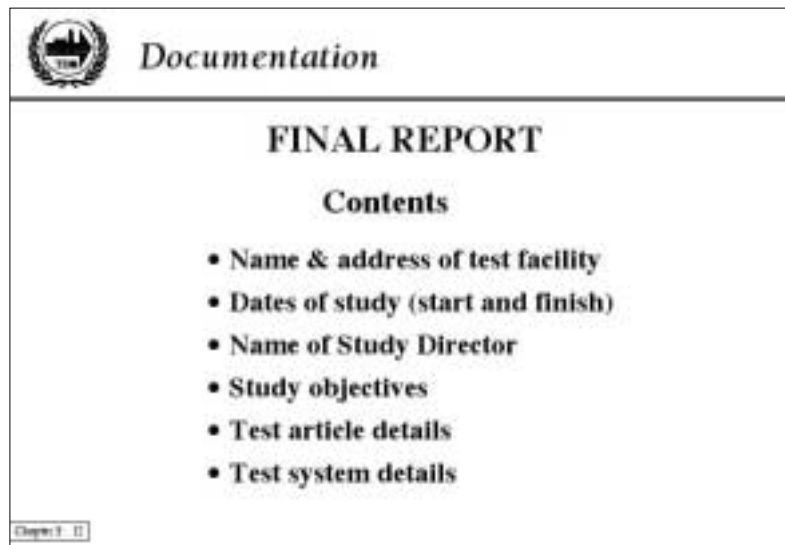 Documentation
FINAL REPORT
Contents
• Name & address of test facility
• Dates of study (start and finish)
• Name of Study Director
• Study objectives
• Test article details
• Test system details